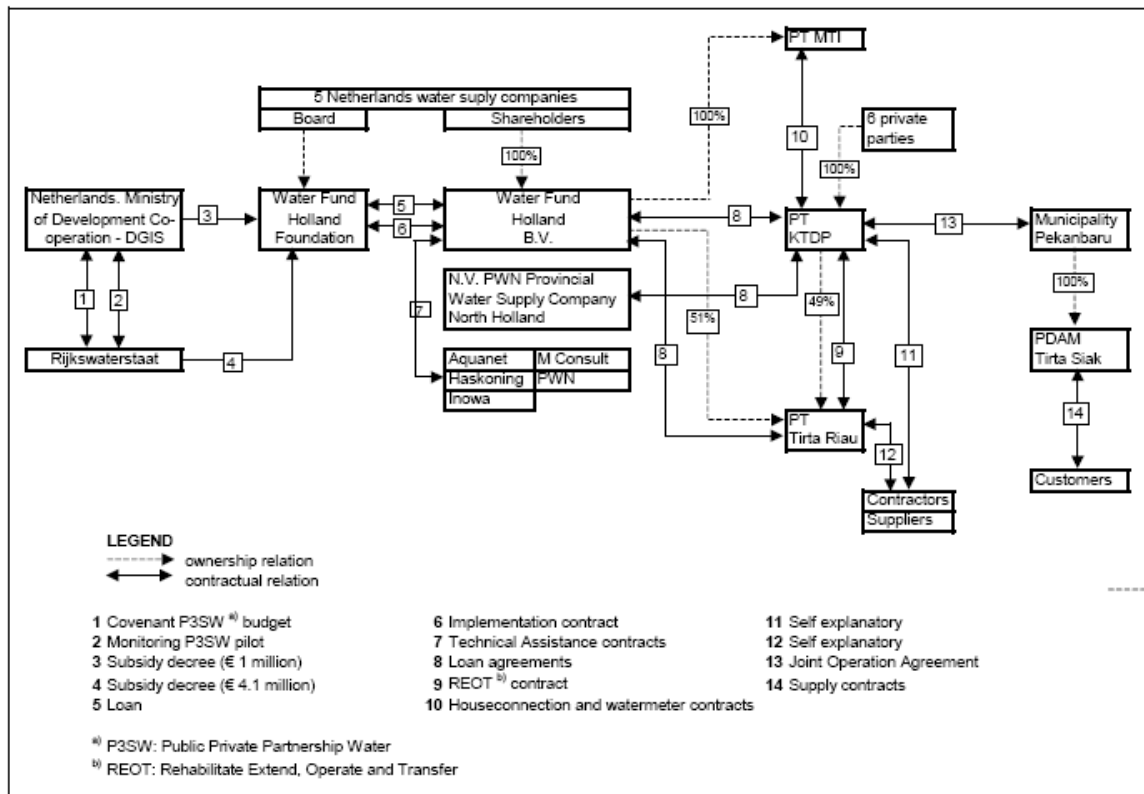 PT MTI
5 Netherlands water suply companies
Board
Shareholders
100%
100%
10
6 private
parties
100%
Netherlands. Ministry
of Development Co-
operation - DGIS
3
Water Fund
Holland
Foundation
5
6
Water Fund
Holland
B.V.
8
PT
KTDP
13
Municipality
Pekanbaru
1
2
7
N.V. PWN Provincial
Water Supply Company
North Holland
8
51%
49%
100%
Rijkswaterstaat
4
8
9
11
PDAM
Tirta Siak
Aquanet
M Consult
Haskoning
PWN
Inowa
PT
Tirta Riau
12
14
Contractors
Suppliers
Customers
LEGEND
ownership relation
contractual relation
1 Covenant P3SW a) budget
2 Monitoring P3SW pilot
3 Subsidy decree (€ 1 million)
4 Subsidy decree (€ 4.1 million)
5 Loan
6 Implementation contract
7 Technical Assistance contracts
8 Loan agreements
9 REOT b) contract
10 Houseconnection and watermeter contracts
11 Self explanatory
12 Self explanatory
13 Joint Operation Agreement
14 Supply contracts
a) P3SW: Public Private Partnership Water
b) REOT: Rehabilitate Extend, Operate and Transfer